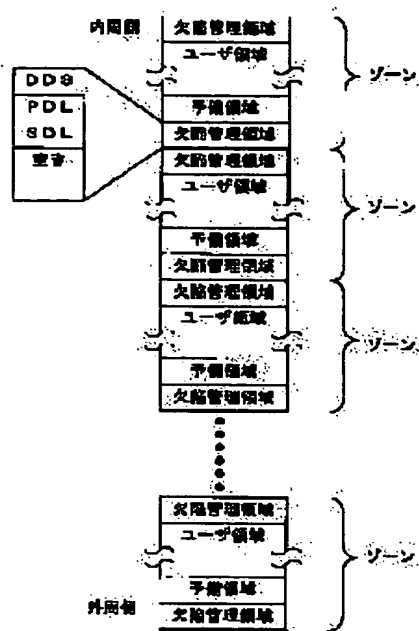 内周側
欠陥管理領域
ユーザ領域
予備領域
欠陥管理領域
ゾーン
DDS
PDL
SDL
空き
欠陥管理領域
ユーザ領域
予備領域
欠陥管理領域
ゾーン
欠陥管理領域
ユーザ領域
予備領域
欠陥管理領域
ゾーン
欠陥管理領域
ユーザ領域
予備領域
欠陥管理領域
ゾーン
外周側